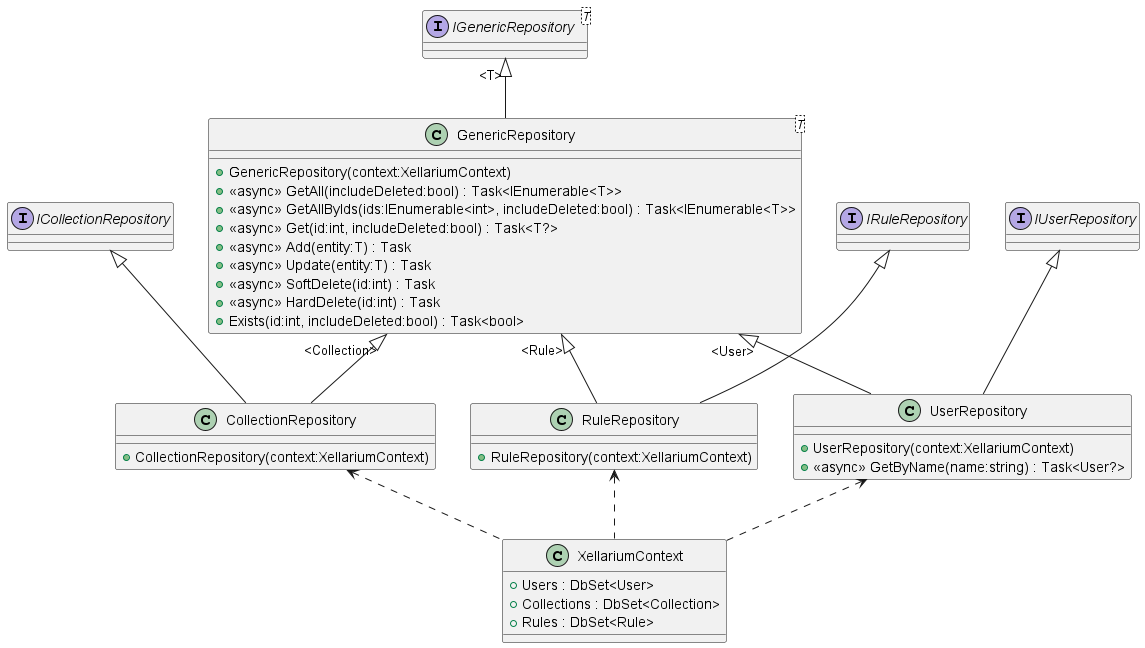 I IGenericRepository T
<T>
C GenericRepository T
GenericRepository(context:XellariumContext)
«async» GetAll(includeDeleted:bool) : Task<IEnumerable<T>>
«async» GetAllByIds(ids:IEnumerable<int>, includeDeleted:bool) : Task<IEnumerable<T>>
«async» Get(id:int, includeDeleted:bool) : Task<T?>
«async» Add(entity:T) : Task
«async» Update(entity:T) : Task
«async» SoftDelete(id:int) : Task
«async» HardDelete(id:int) : Task
Exists(id:int, includeDeleted:bool) : Task<bool>
I ICollectionRepository
I IRuleRepository
I IUserRepository
<Collection>
<Rule>
<User>
C CollectionRepository
CollectionRepository(context:XellariumContext)
C RuleRepository
RuleRepository(context:XellariumContext)
C UserRepository
UserRepository(context:XellariumContext)
«async» GetByName(name:string) : Task<User?>
C XellariumContext
Users : DbSet<User>
Collections : DbSet<Collection>
Rules : DbSet<Rule>